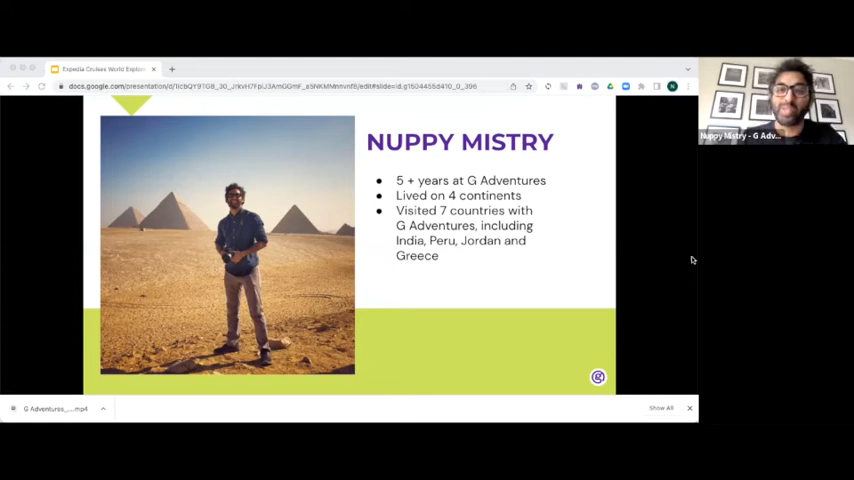 Expedia Cruises World Explor
Nuppy Mistry - G Adv...
NUPPY MISTRY
5 + years at G Adventures
Lived on 4 continents
Visited 7 countries with
G Adventures, including
India, Peru, Jordan and
Greece
G Adventures_....mp4
Show All